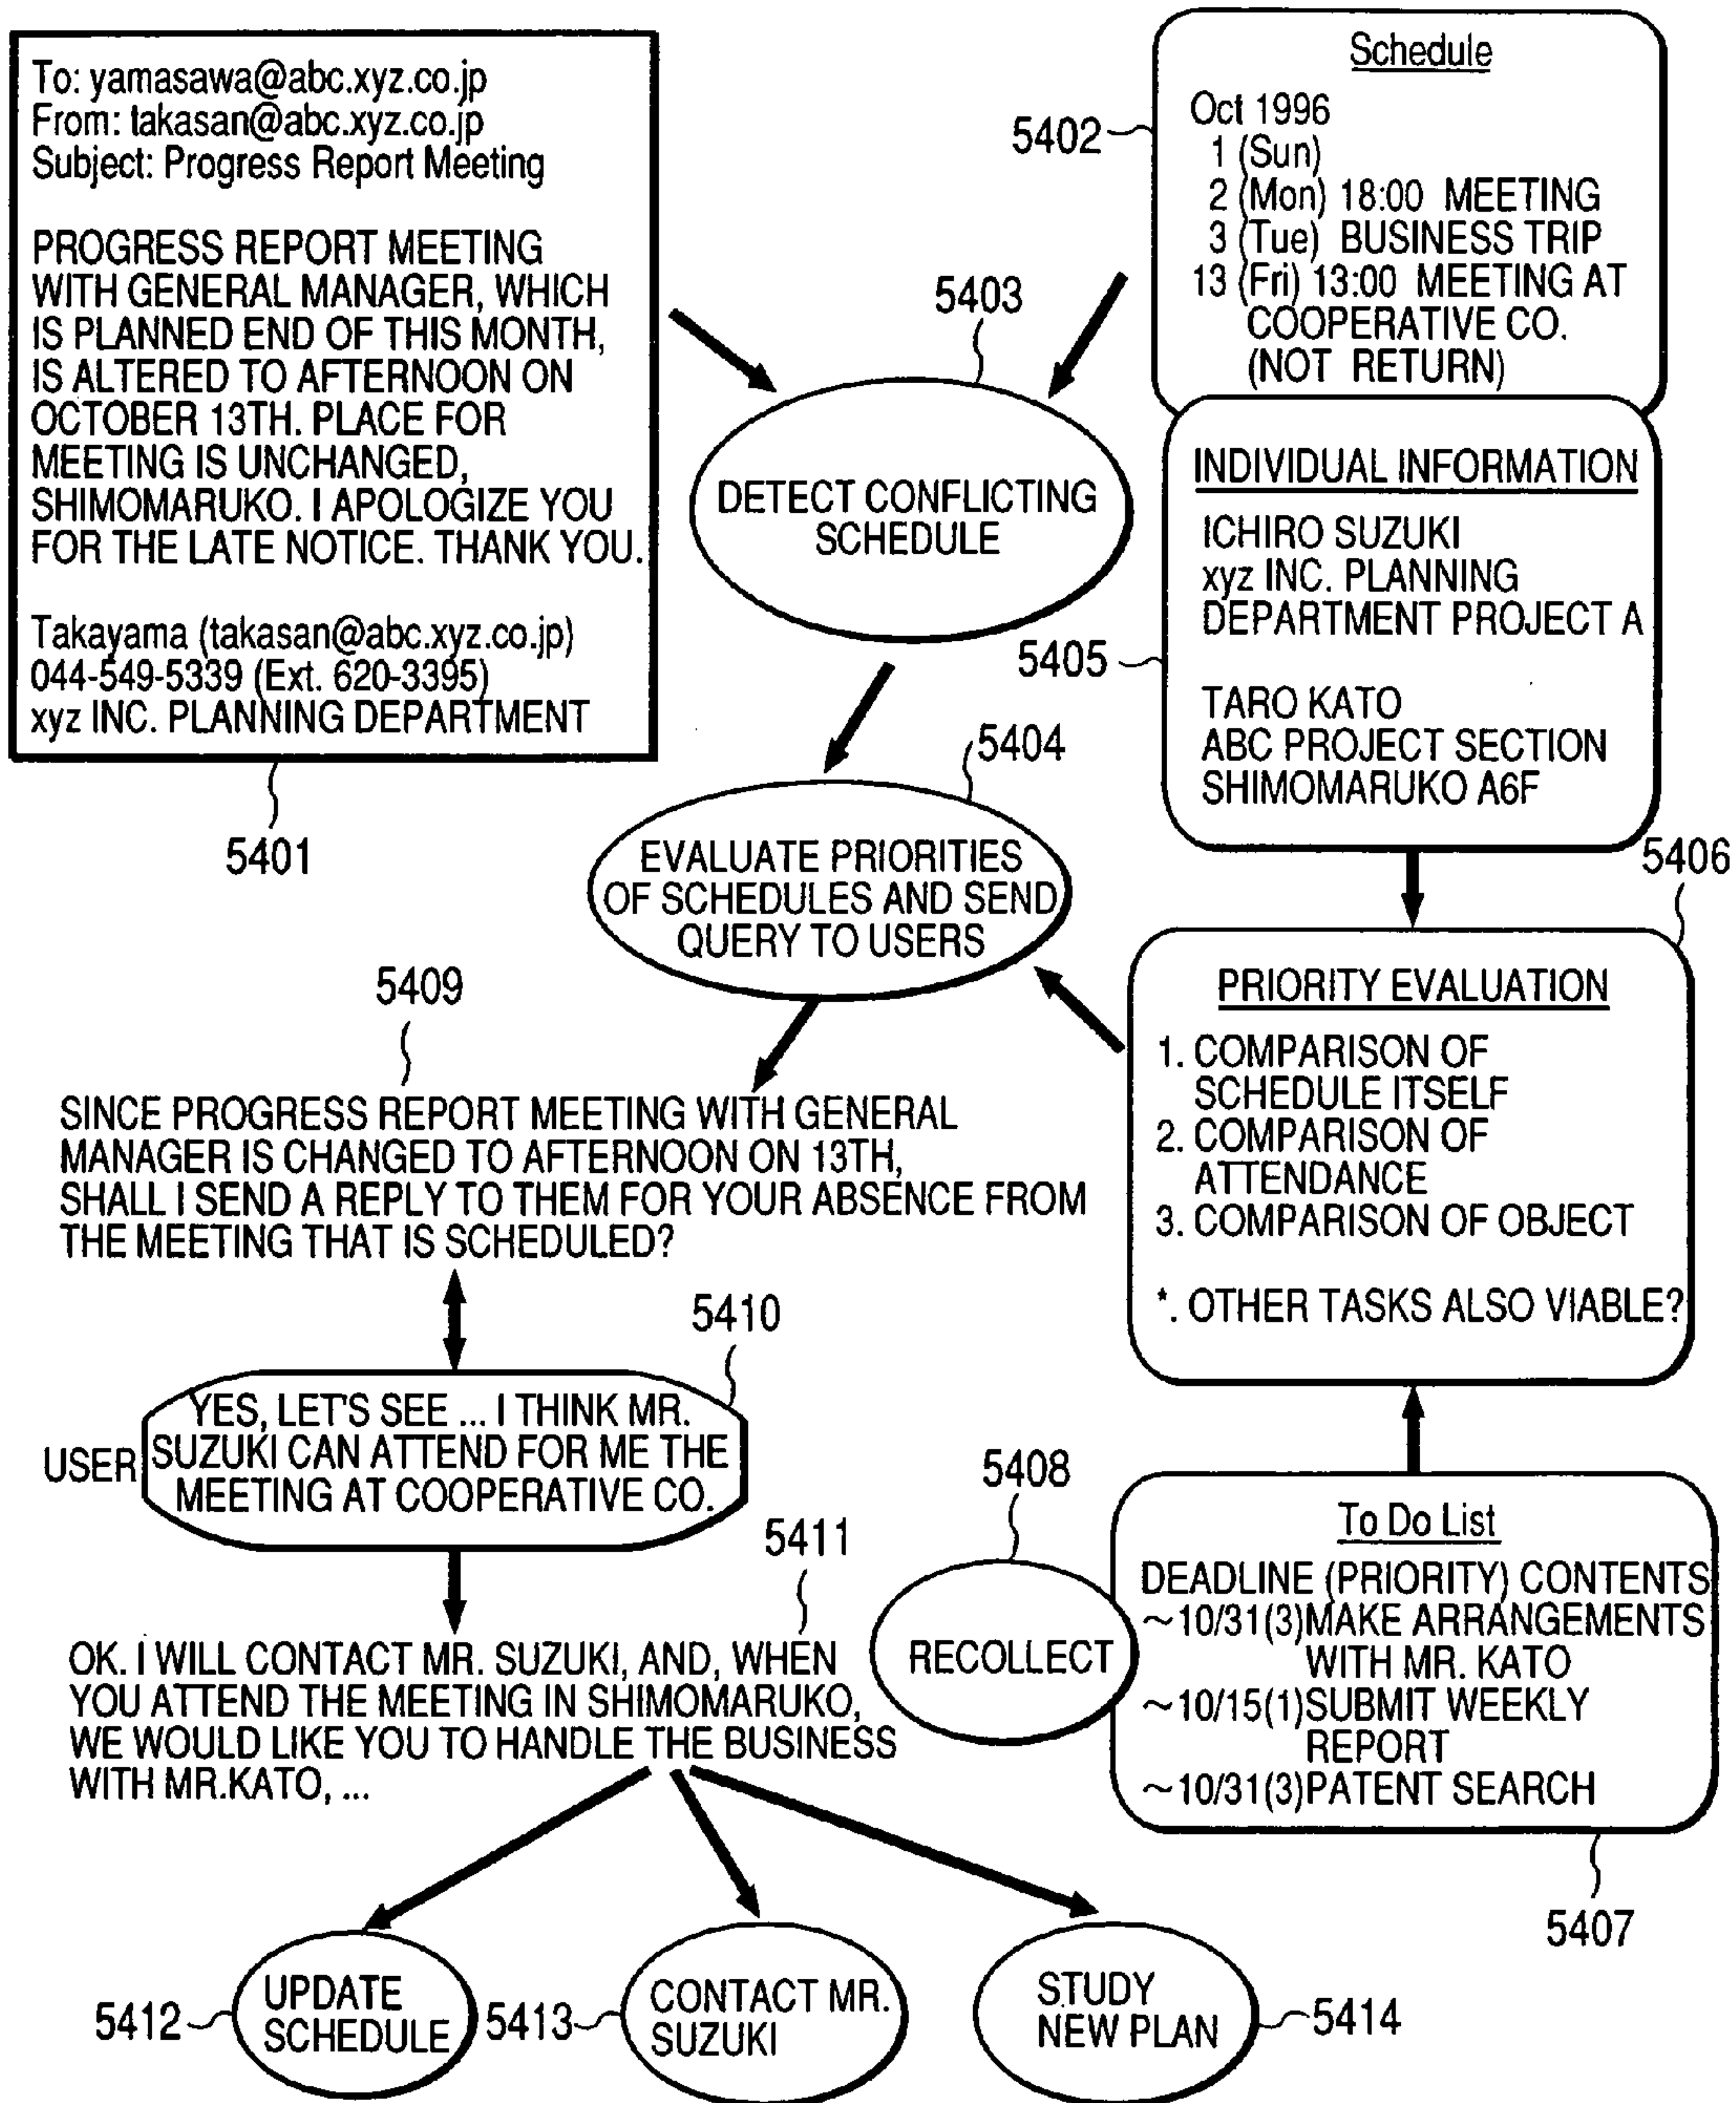 To: yamasawa@abc.xyz.co.jp
From: takasan@abc.xyz.co.jp
Subject: Progress Report Meeting
PROGRESS REPORT MEETING
WITH GENERAL MANAGER, WHICH
IS PLANNED END OF THIS MONTH,
IS ALTERED TO AFTERNOON ON
OCTOBER 13TH. PLACE FOR
MEETING IS UNCHANGED,
SHIMOMARUKO. I APOLOGIZE YOU
FOR THE LATE NOTICE. THANK YOU.
Takayama (takasan@abc.xyz.co.jp)
044-549-5339 (Ext. 620-3395)
xyz INC. PLANNING DEPARTMENT
5401
Schedule
Oct 1996
1 (Sun)
2 (Mon) 18:00 MEETING
3 (Tue) BUSINESS TRIP
13 (Fri) 13:00 MEETING AT
COOPERATIVE CO.
(NOT RETURN)
5402
5403
DETECT CONFLICTING
SCHEDULE
INDIVIDUAL INFORMATION
ICHIRO SUZUKI
xyz INC. PLANNING
DEPARTMENT PROJECT A
TARO KATO
ABC PROJECT SECTION
SHIMOMARUKO A6F
5405
5404
EVALUATE PRIORITIES
OF SCHEDULES AND SEND
QUERY TO USERS
5406
PRIORITY EVALUATION
1. COMPARISON OF
SCHEDULE ITSELF
2. COMPARISON OF
ATTENDANCE
3. COMPARISON OF OBJECT
*. OTHER TASKS ALSO VIABLE?
5409
SINCE PROGRESS REPORT MEETING WITH GENERAL
MANAGER IS CHANGED TO AFTERNOON ON 13TH,
SHALL I SEND A REPLY TO THEM FOR YOUR ABSENCE FROM
THE MEETING THAT IS SCHEDULED?
5410
USER
YES, LET'S SEE ... I THINK MR.
SUZUKI CAN ATTEND FOR ME THE
MEETING AT COOPERATIVE CO.
5408
RECOLLECT
To Do List
DEADLINE (PRIORITY) CONTENTS
~10/31(3)MAKE ARRANGEMENTS
WITH MR. KATO
~10/15(1)SUBMIT WEEKLY
REPORT
~10/31(3)PATENT SEARCH
5407
5411
OK. I WILL CONTACT MR. SUZUKI, AND, WHEN
YOU ATTEND THE MEETING IN SHIMOMARUKO,
WE WOULD LIKE YOU TO HANDLE THE BUSINESS
WITH MR.KATO, ...
5412
UPDATE
SCHEDULE
5413
CONTACT MR.
SUZUKI
STUDY
NEW PLAN
5414